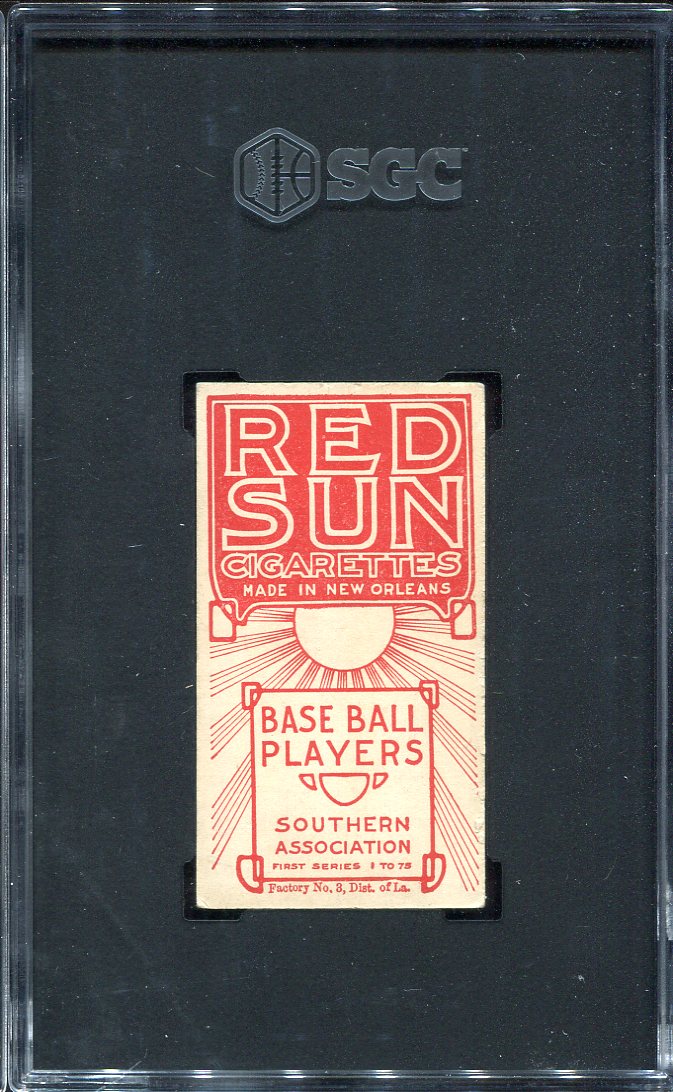 SGC
RED
SUN
CIGARETTES
MADE IN NEW ORLEANS
BASE BALL
PLAYERS
SOUTHERN
ASSOCIATION
FIRST SERIES 1 TO 75
Factory No. 3, Dist. of La.